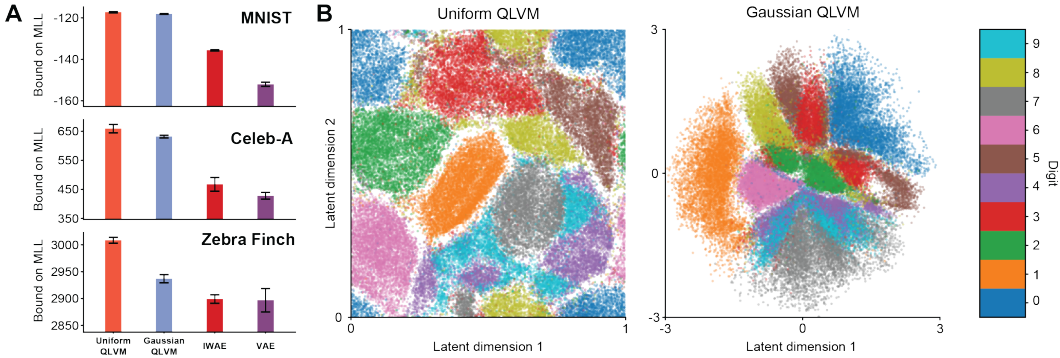 A
MNIST
Bound on MLL
-120
-140
-160
Celeb-A
Bound on MLL
650
550
450
350
Zebra Finch
Bound on MLL
3000
2950
2900
2850
Uniform
QLVM
Gaussian
QLVM
IWAE
VAE
B
Uniform QLVM
1
Latent dimension 2
0
0
1
Latent dimension 1
Gaussian QLVM
3
0
-3
-3
0
3
Latent dimension 1
9
8
7
6
5
4
3
2
1
0
Digit